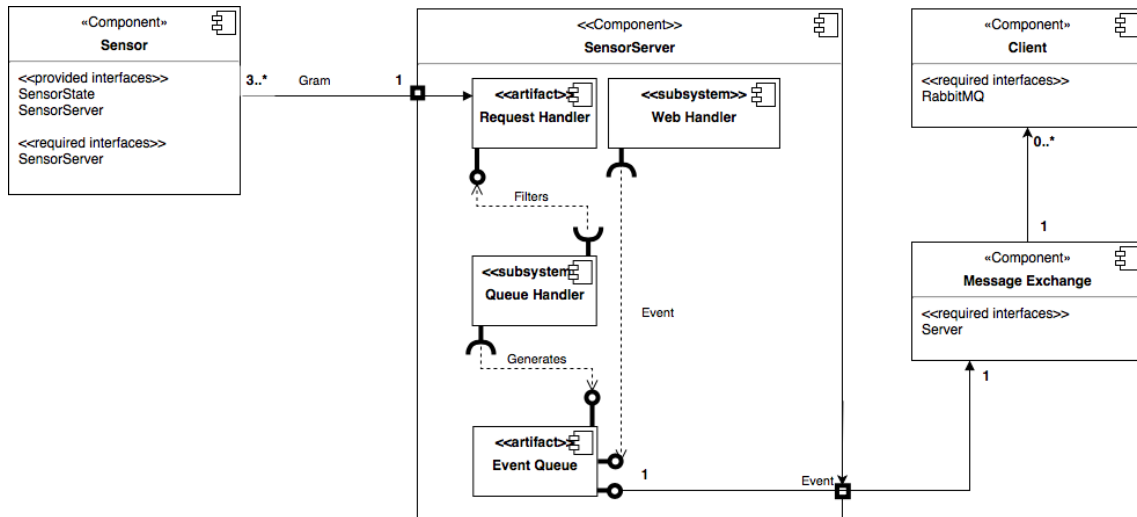 «Component»
Sensor
<<provided interfaces>>
SensorState
SensorServer
<<required interfaces>>
SensorServer
3..*
Gram
1
<<Component>>
SensorServer
<<artifact>>
Request Handler
<<subsystem>>
Web Handler
Filters
<<subsystem
Queue Handler
Generates
Event
<<artifact>>
Event Queue
1
Event
«Component»
Client
<<required interfaces>>
RabbitMQ
0..*
1
«Component»
Message Exchange
<<required interfaces>>
Server
1